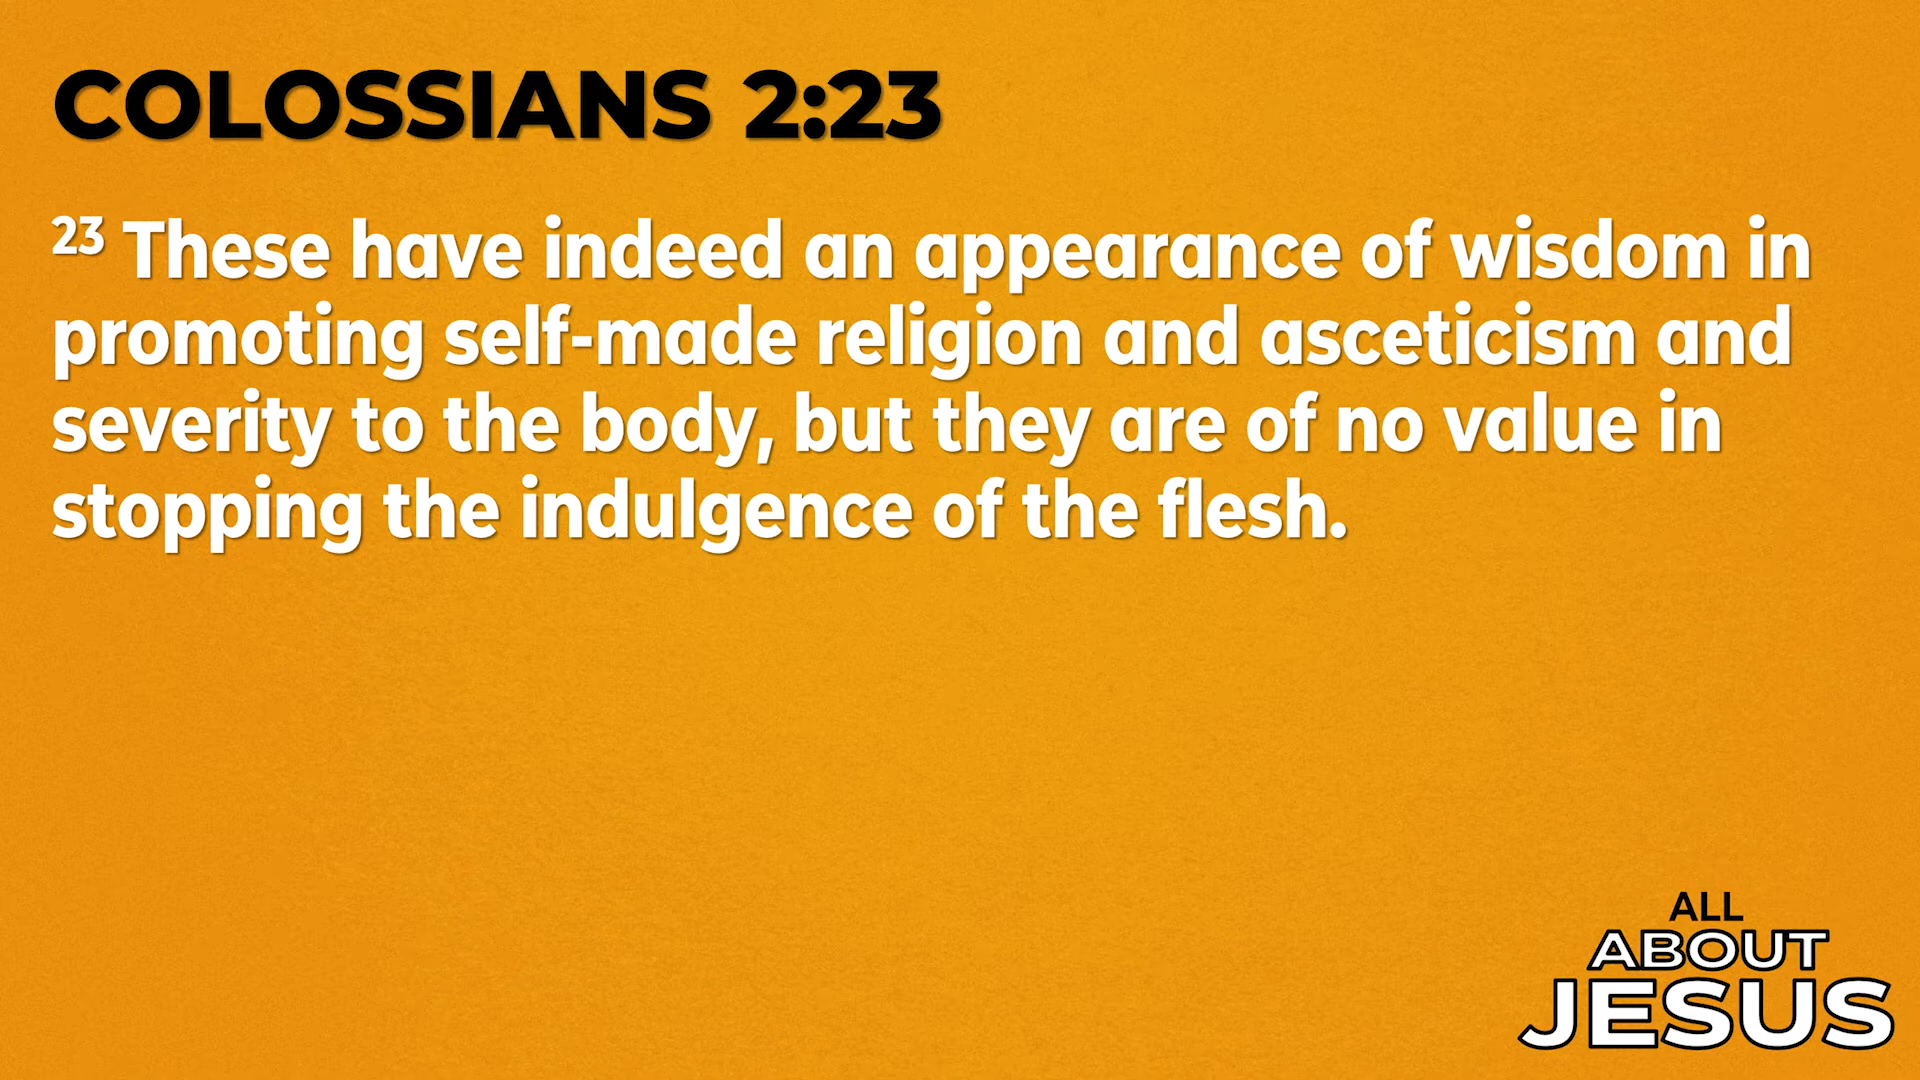 COLOSSIANS 2:23
23 These have indeed an appearance of wisdom in
promoting self-made religion and asceticism and
severity to the body, but they are of no value in
stopping the indulgence of the flesh.
ALL
ABOUT
JESUS